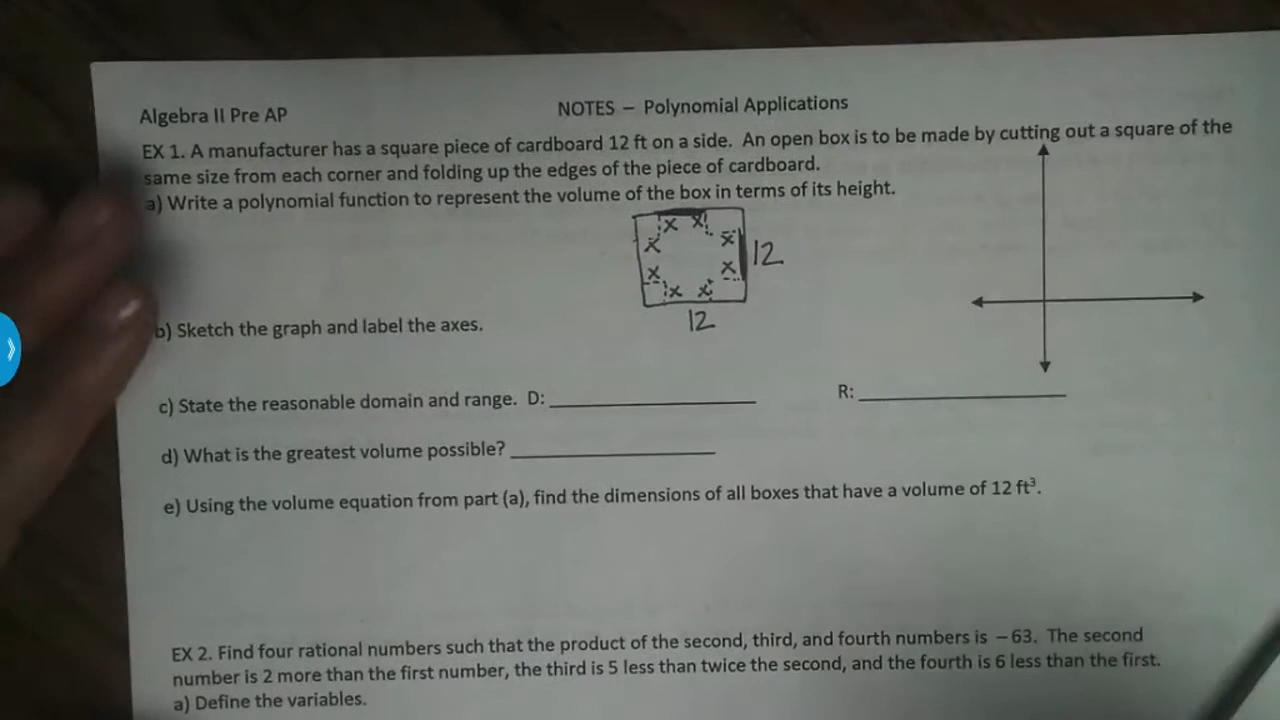 Algebra II Pre AP
NOTES – Polynomial Applications
EX 1. A manufacturer has a square piece of cardboard 12 ft on a side. An open box is to be made by cutting out a square of the
same size from each corner and folding up the edges of the piece of cardboard.
a) Write a polynomial function to represent the volume of the box in terms of its height.
x x
x x
12
x x
x x
12
b) Sketch the graph and label the axes.
c) State the reasonable domain and range. D: ____________ R: ____________
d) What is the greatest volume possible? ____________
e) Using the volume equation from part (a), find the dimensions of all boxes that have a volume of 12 ft³.
EX 2. Find four rational numbers such that the product of the second, third, and fourth numbers is −63. The second
number is 2 more than the first number, the third is 5 less than twice the second, and the fourth is 6 less than the first.
a) Define the variables.